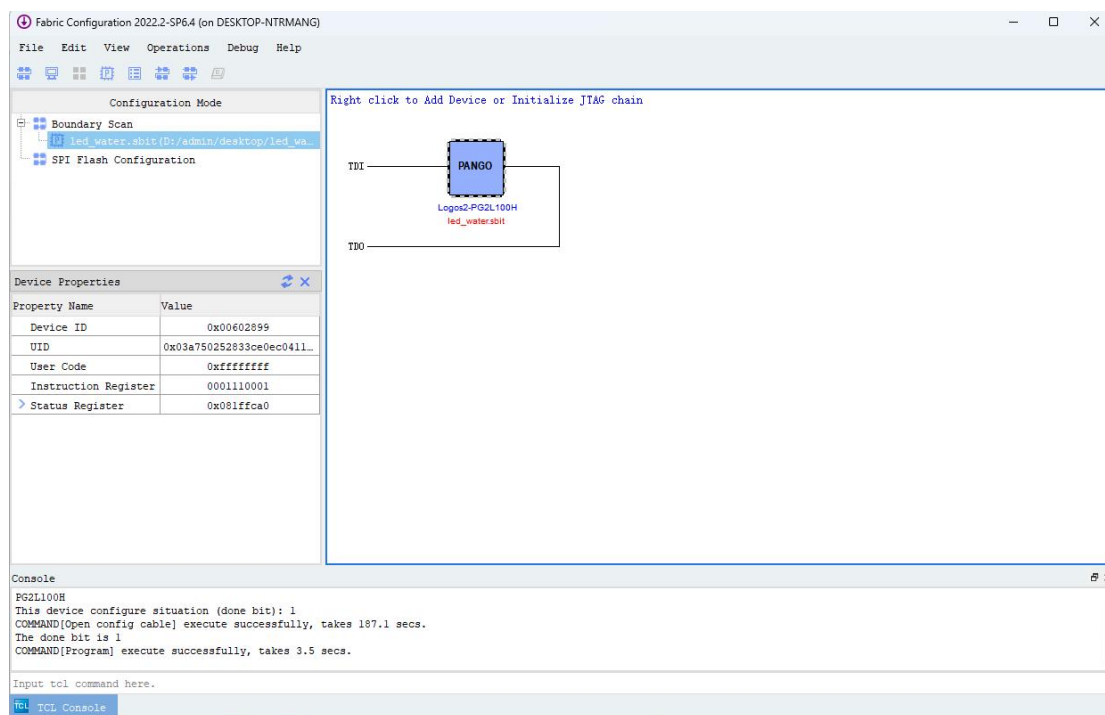 Fabric Configuration 2022.2-SP6.4 (on DESKTOP-NTRMANG)
File Edit View Operations Debug Help
Configuration Mode
Boundary Scan
led_water.sbit(D:/admin/desktop/led_wa...
SPI Flash Configuration
Right click to Add Device or Initialize JTAG chain
TDI
PANGO
Logos2-PG2L100H
led_water.sbit
TDO
Device Properties
Property Name Value
Device ID 0x00602899
UID 0x03a750252833ce0ec0411...
User Code 0xffffffff
Instruction Register 0001110001
Status Register 0x081ffca0
Console
PG2L100H
This device configure situation (done bit): 1
COMMAND[Open config cable] execute successfully, takes 187.1 secs.
The done bit is 1
COMMAND[Program] execute successfully, takes 3.5 secs.
Input tcl command here.
TCL TCL Console